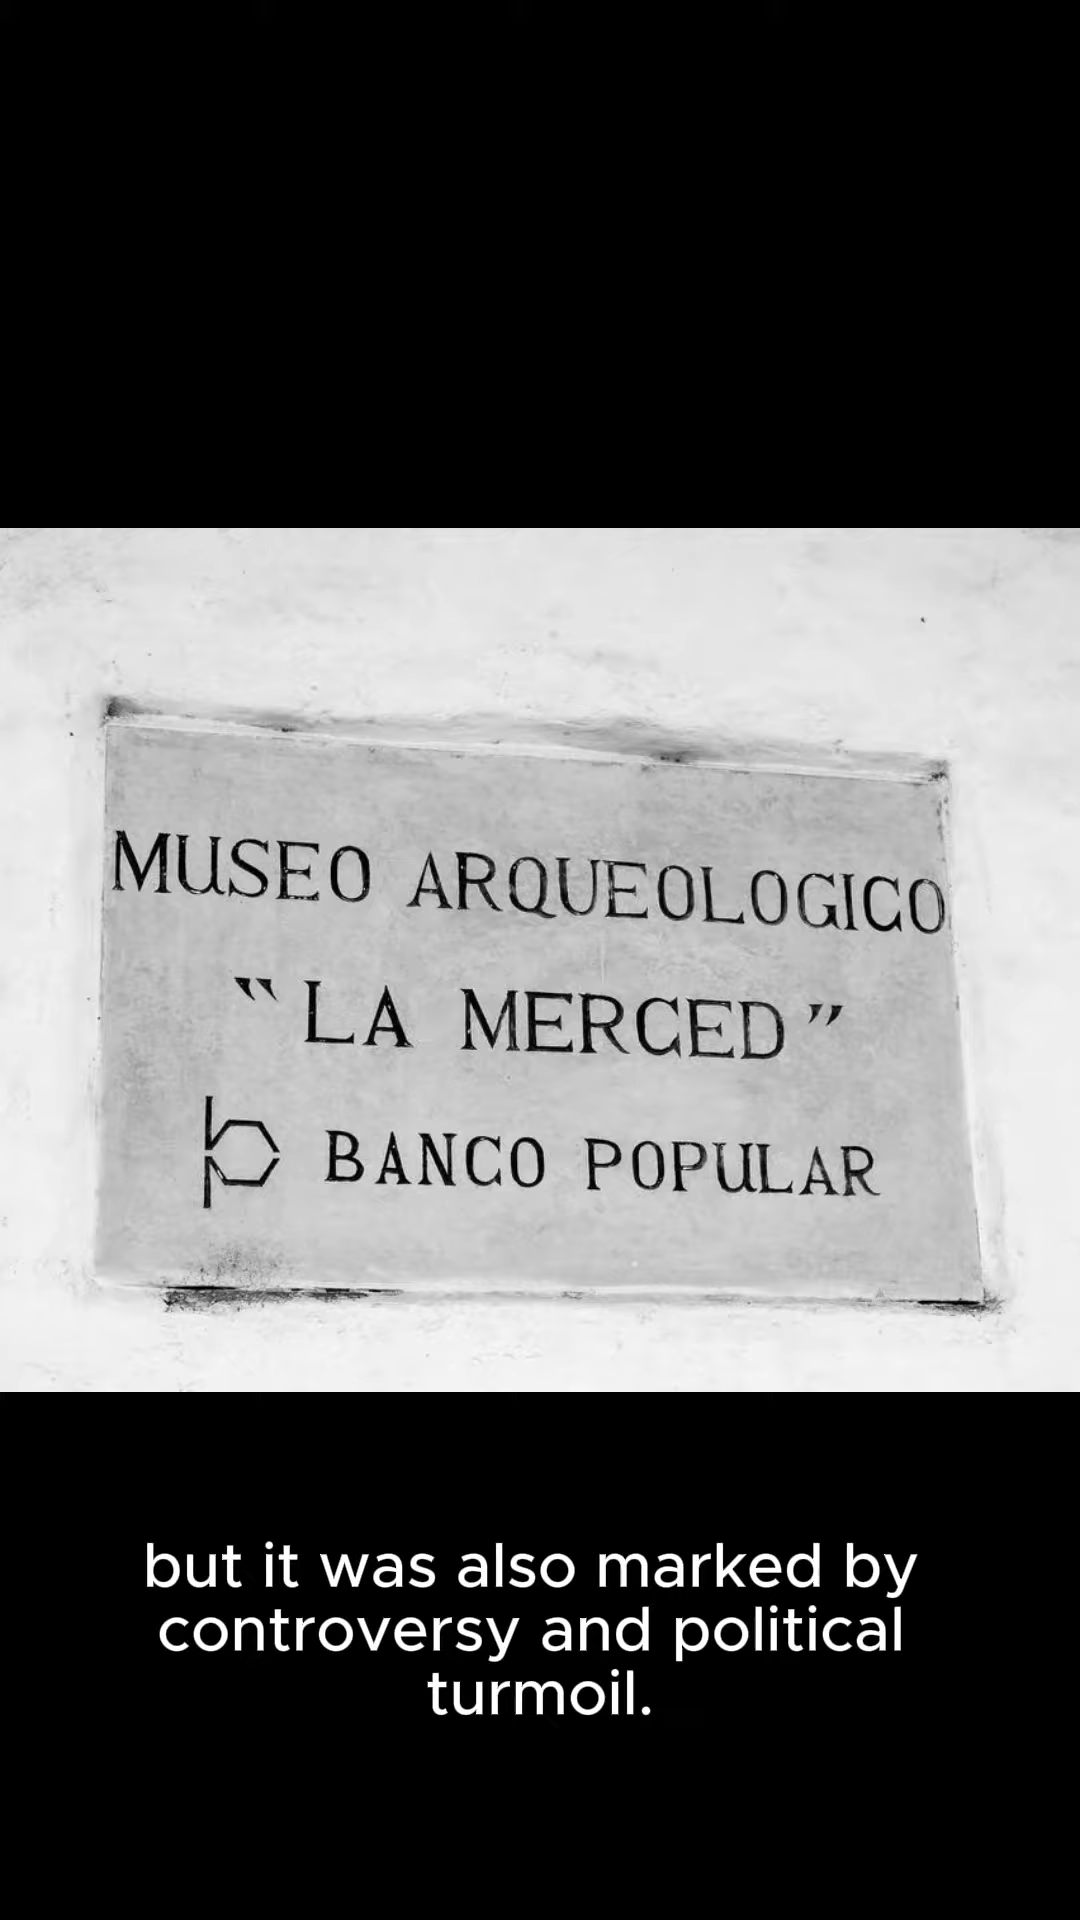 MUSEO ARQUEOLOGICO
"LA MERCED"
BANCO POPULAR
but it was also marked by
controversy and political
turmoil.